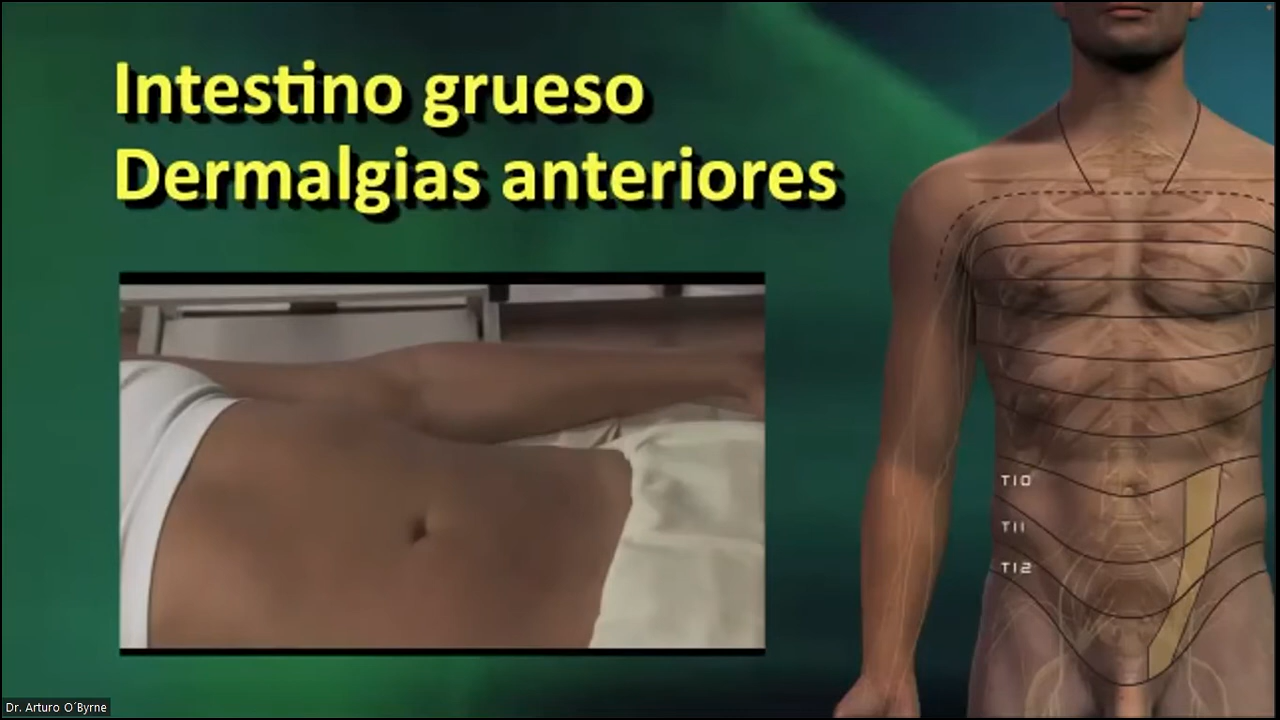 Intestino grueso
Dermalgias anteriores
T10
T11
T12
Dr. Arturo O´Byrne